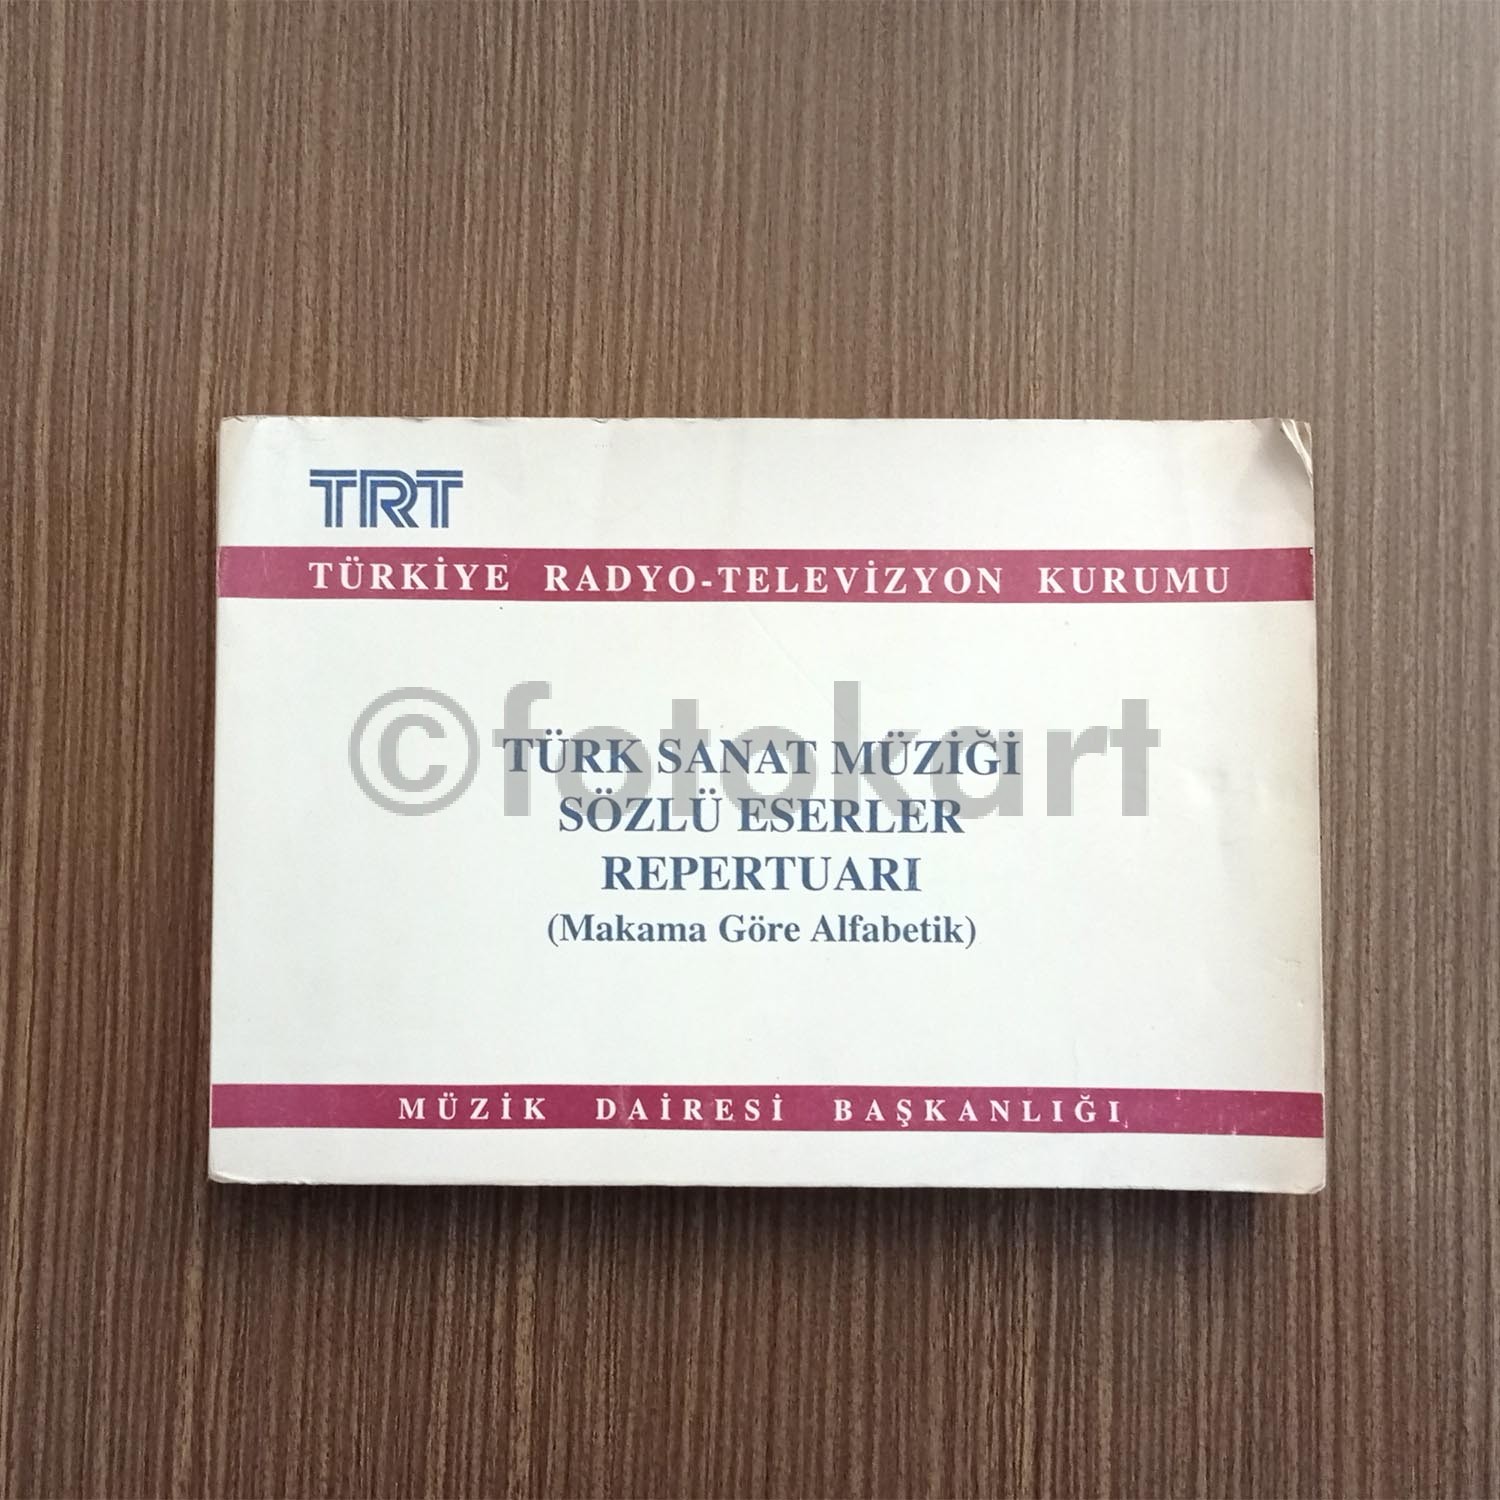 TRT
TÜRKİYE RADYO-TELEVİZYON KURUMU
©fotokart
TÜRK SANAT MÜZİĞİ
SÖZLÜ ESERLER
REPERTUARI
(Makama Göre Alfabetik)
MÜZİK DAİRESİ BAŞKANLIĞI